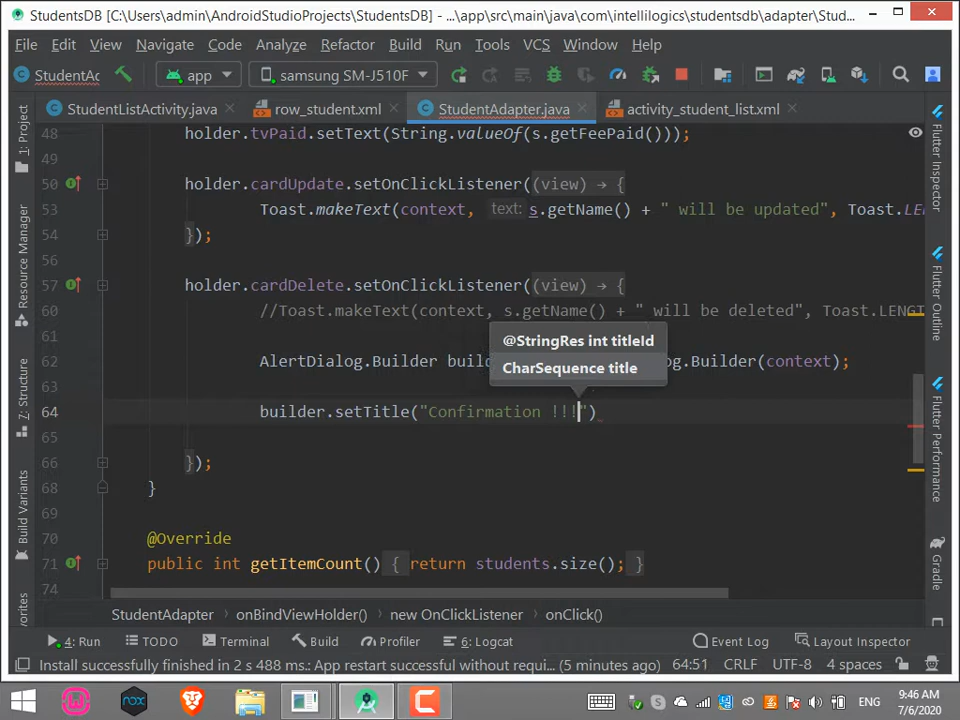 StudentsDB [C:\Users\admin\AndroidStudioProjects\StudentsDB] - ...\app\src\main\java\com\intellilogics\studentsdb\adapter\Stud...
File Edit View Navigate Code Analyze Refactor Build Run Tools VCS Window Help
StudentAc app samsung SM-J510F
StudentListActivity.java row_student.xml StudentAdapter.java activity_student_list.xml
48 holder.tvPaid.setText(String.valueOf(s.getFeePaid()));
49
50 holder.cardUpdate.setOnClickListener((view) → {
53 Toast.makeText(context, text: s.getName() + " will be updated", Toast.LEN
54 });
56
57 holder.cardDelete.setOnClickListener((view) → {
60 //Toast.makeText(context, s.getName() + " will be deleted", Toast.LENGT
61
@StringRes int titleId
62 AlertDialog.Builder buil og.Builder(context);
CharSequence title
63
64 builder.setTitle("Confirmation !!!")
65
66 });
68 }
69
70 @Override
71 public int getItemCount() { return students.size(); }
74
StudentAdapter onBindViewHolder() new OnClickListener onClick()
4: Run TODO Terminal Build Profiler 6: Logcat Event Log Layout Inspector
Install successfully finished in 2 s 488 ms.: App restart successful without requi... (5 minutes ago) 64:51 CRLF UTF-8 4 spaces
ENG
9:46 AM
7/6/2020
1: Project
Resource Manager
7: Structure
Build Variants
Flutter Inspector
Flutter Outline
Flutter Performance
Gradle
nox